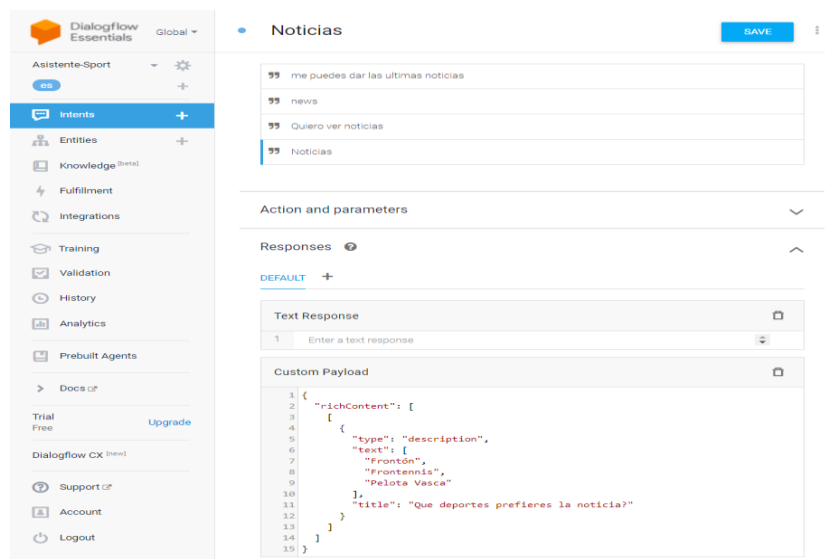 Dialogflow
Essentials
Global
Asistente-Sport
es
Intents
Entities
Knowledge [beta]
Fulfillment
Integrations
Training
Validation
History
Analytics
Prebuilt Agents
Docs
Trial
Free
Upgrade
Dialogflow CX [new]
Support
Account
Logout
Noticias
SAVE
me puedes dar las ultimas noticias
news
Quiero ver noticias
Noticias
Action and parameters
Responses
DEFAULT
Text Response
1 Enter a text response
Custom Payload
1 {
2 "richContent": [
3 [
4 {
5 "type": "description",
6 "text": [
7 "Frontón",
8 "Frontennis",
9 "Pelota Vasca"
10 ],
11 "title": "Que deportes prefieres la noticia?"
12 }
13 ]
14 ]
15 }